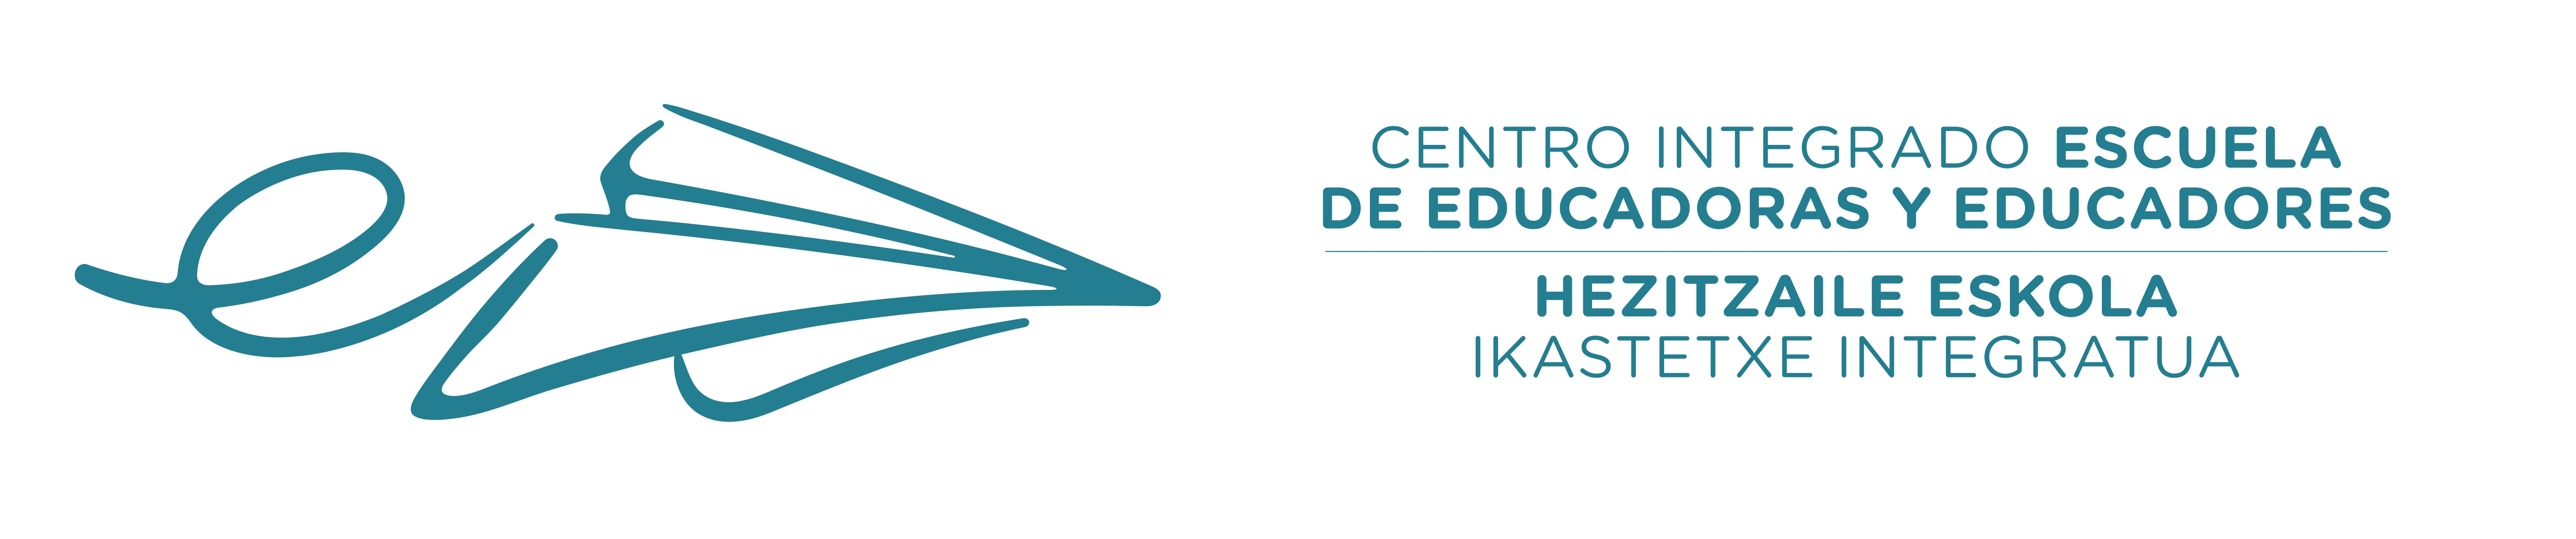 CENTRO INTEGRADO ESCUELA
DE EDUCADORAS Y EDUCADORES
HEZITZAILE ESKOLA
IKASTETXE INTEGRATUA